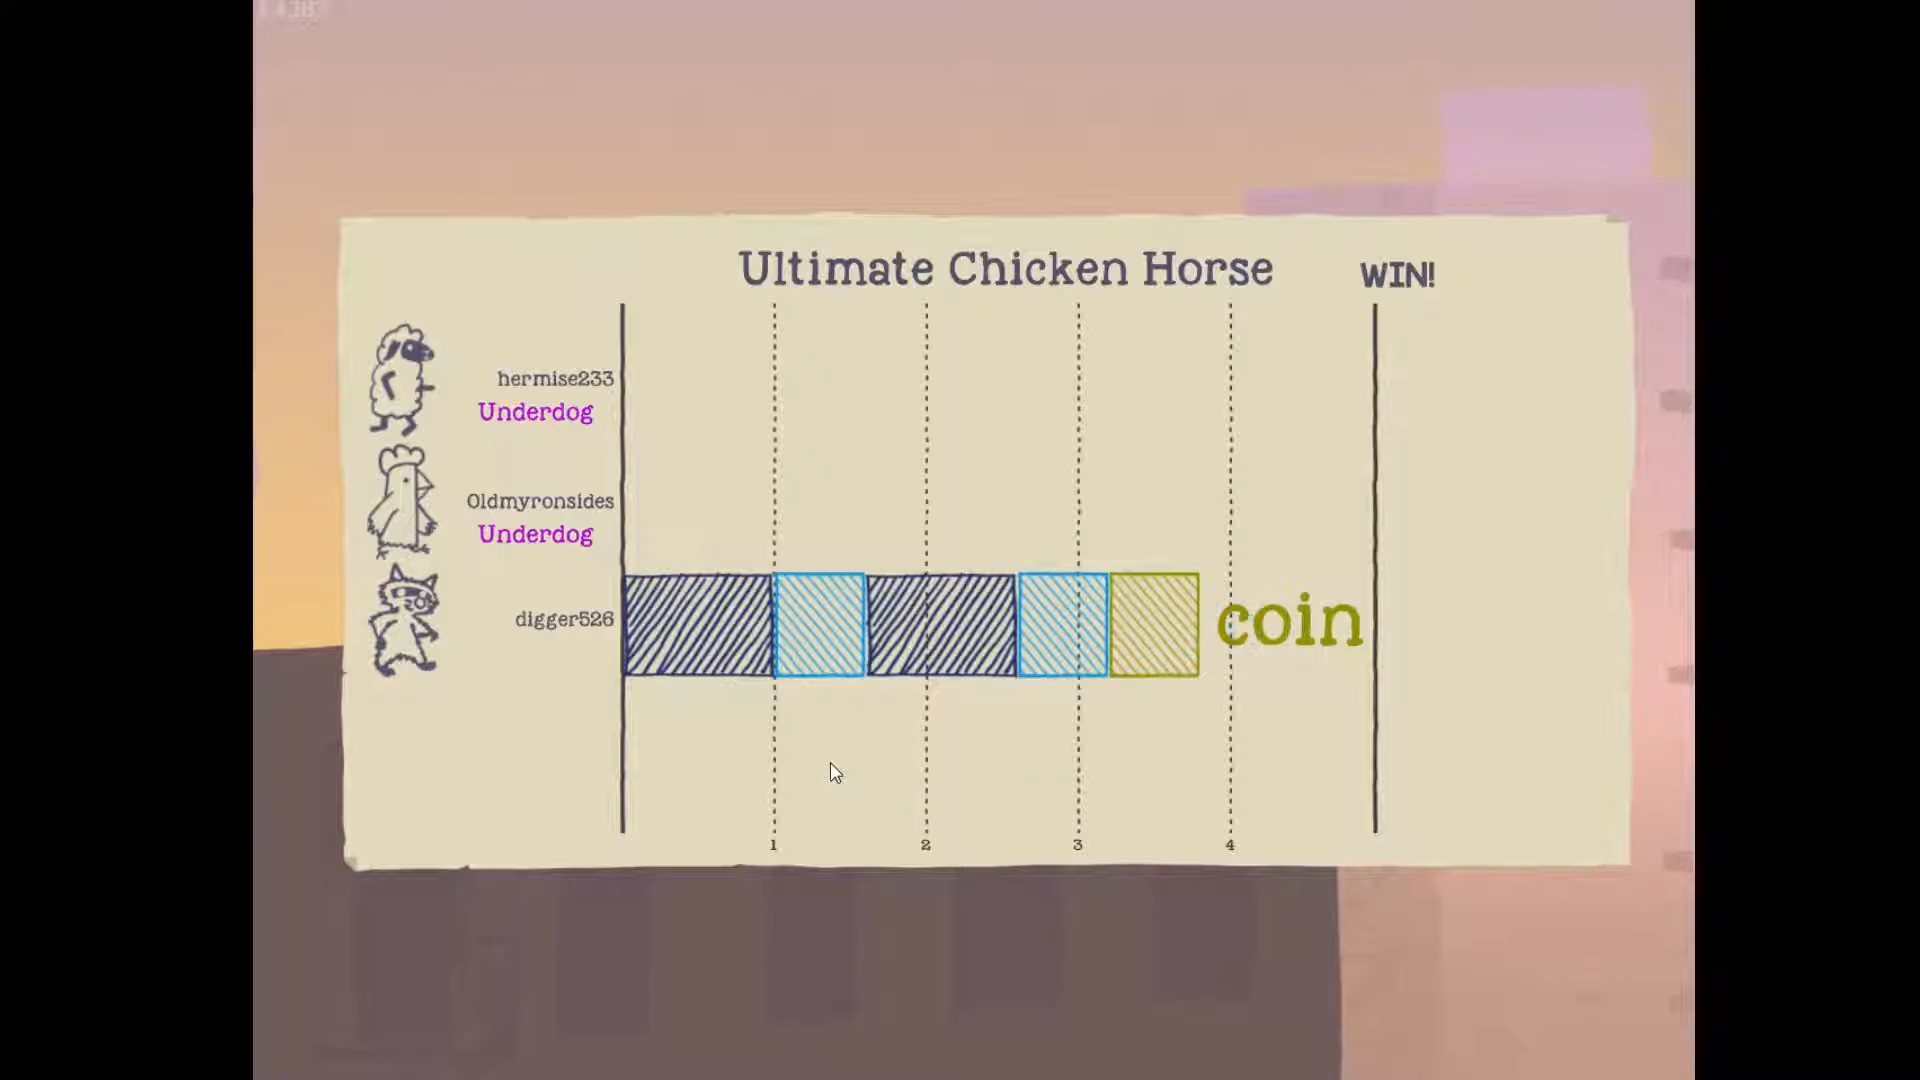 Ultimate Chicken Horse
WIN!
hermise233
Underdog
Oldmyronsides
Underdog
digger526
coin
1 2 3 4